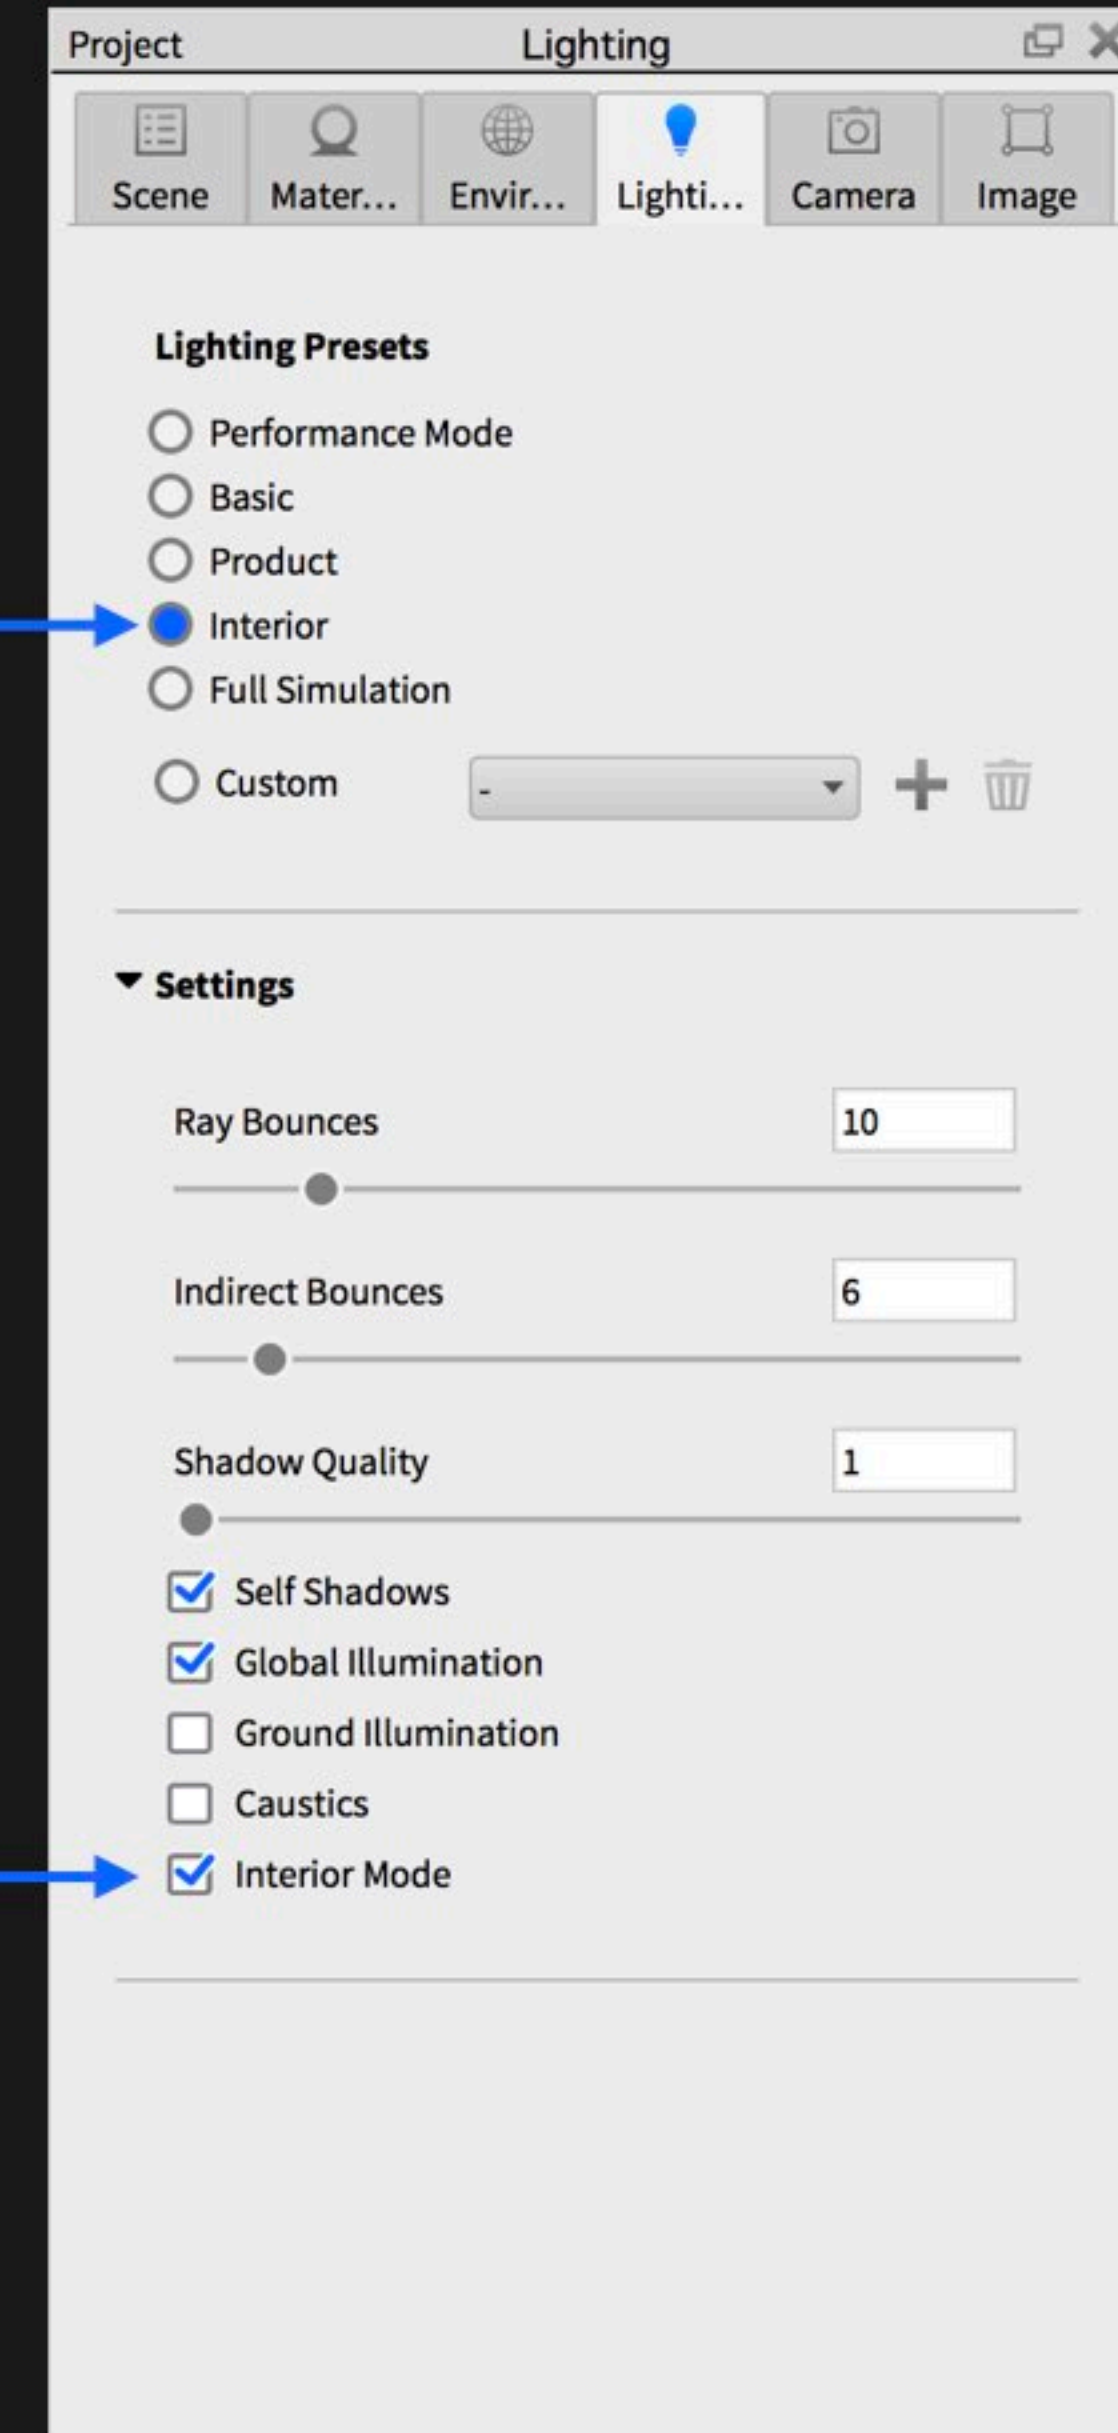 Project Lighting
Scene Mater... Envir... Lighti... Camera Image
Lighting Presets
Performance Mode
Basic
Product
Interior
Full Simulation
Custom -
Settings
Ray Bounces 10
Indirect Bounces 6
Shadow Quality 1
Self Shadows
Global Illumination
Ground Illumination
Caustics
Interior Mode